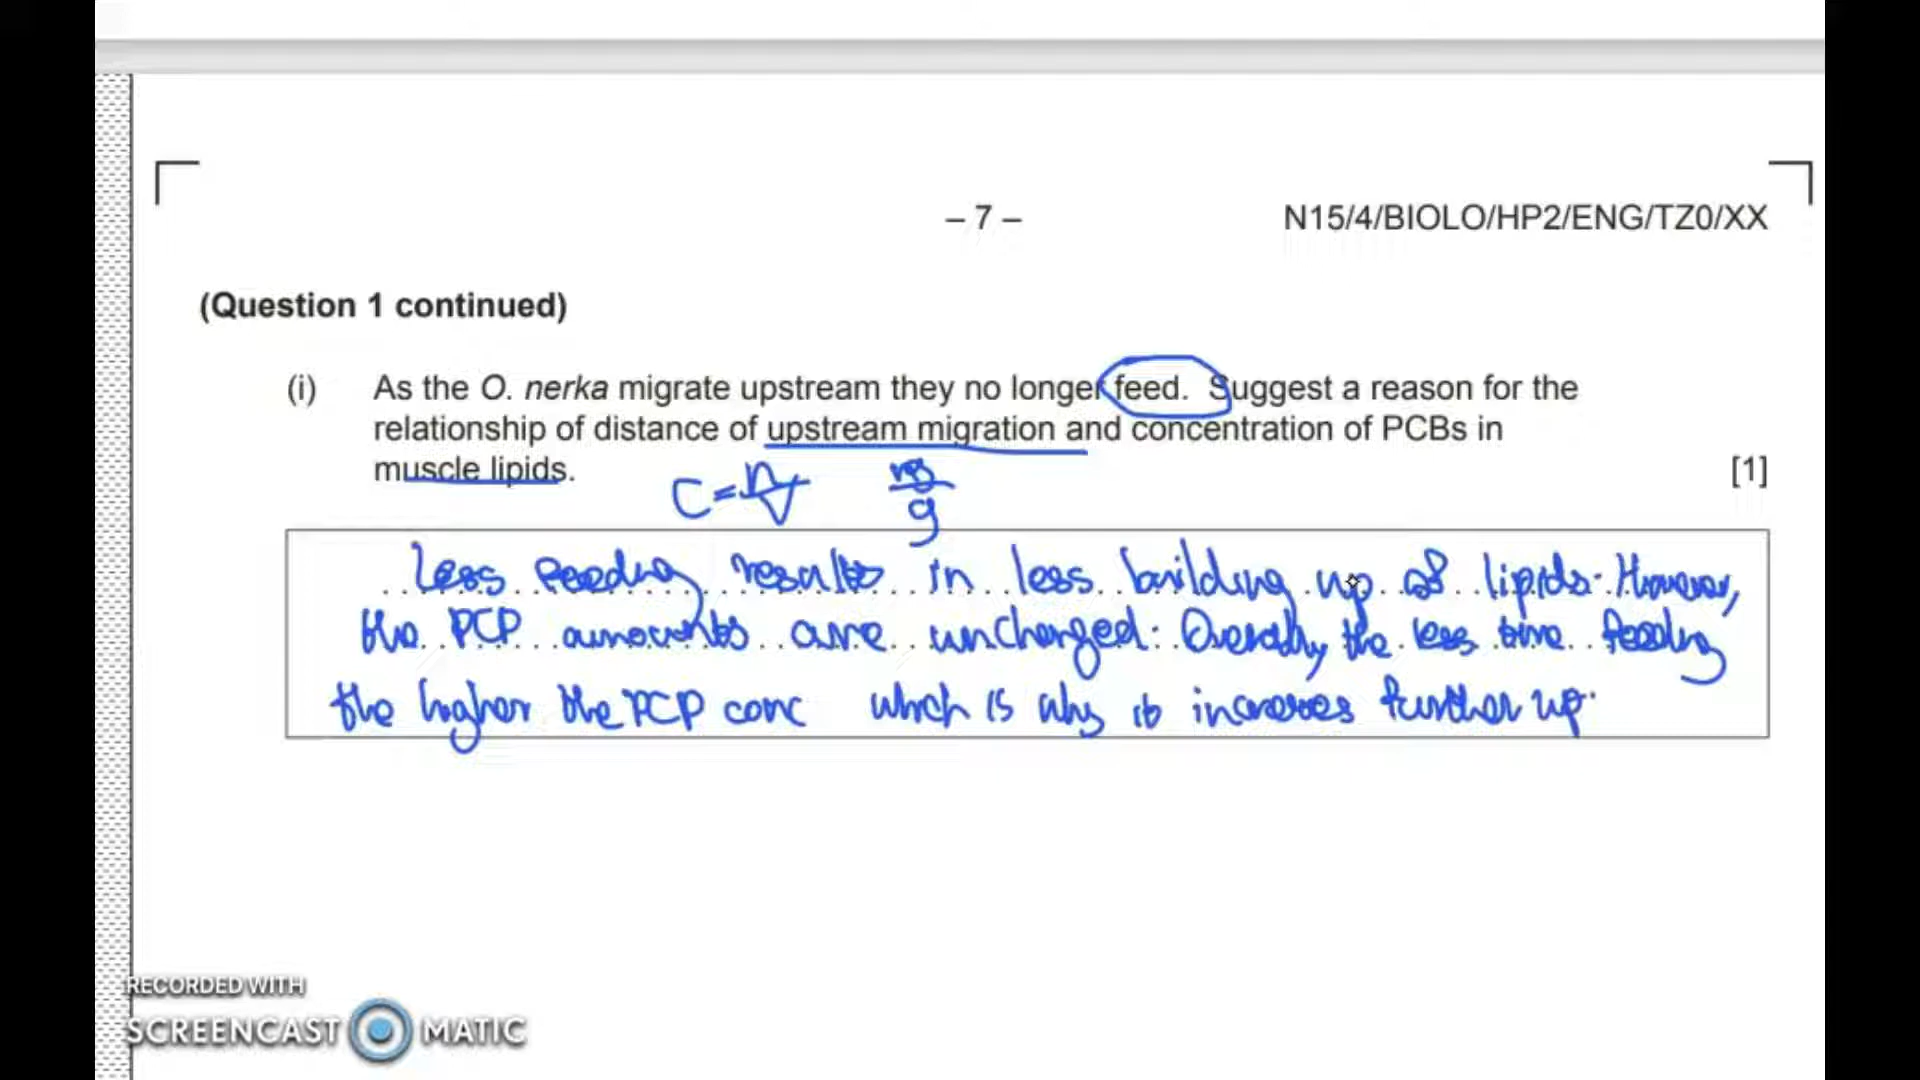 – 7 –
N15/4/BIOLO/HP2/ENG/TZ0/XX
(Question 1 continued)
(i) As the O. nerka migrate upstream they no longer feed. Suggest a reason for the
relationship of distance of upstream migration and concentration of PCBs in
muscle lipids.
[1]
C = n/V
g
Less feeding results in less building up of lipids. However,
the PCP amounts are unchanged. Overall, the less time feeding
the higher the PCP conc which is why it increases further up.
RECORDED WITH
SCREENCAST MATIC